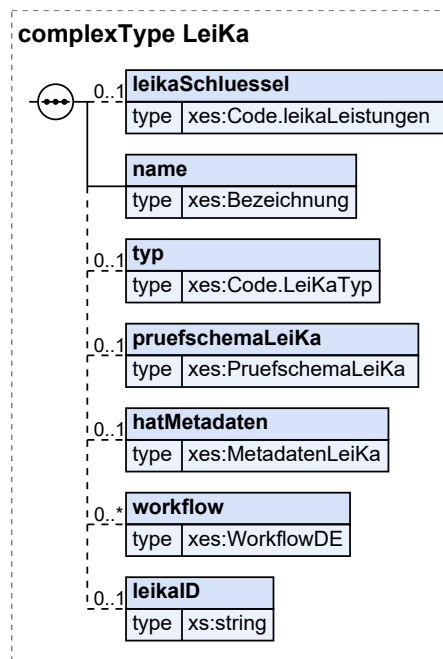 complexType LeiKa
0..1
leikaSchluessel
type xes:Code.leikaLeistungen
name
type xes:Bezeichnung
0..1
typ
type xes:Code.LeiKaTyp
0..1
pruefschemaLeiKa
type xes:PruefschemaLeiKa
0..1
hatMetadaten
type xes:MetadatenLeiKa
0..*
workflow
type xes:WorkflowDE
0..1
leikaID
type xs:string